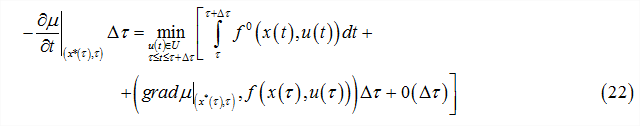 −∂μ/∂t|_(x*(τ),τ) Δτ = min_{u(t)∈U, τ≤t≤τ+Δτ} [ ∫_τ^{τ+Δτ} f⁰(x(t),u(t))dt +
+(grad μ|_(x*(τ),τ), f(x(τ),u(τ)))Δτ + 0(Δτ)] (22)